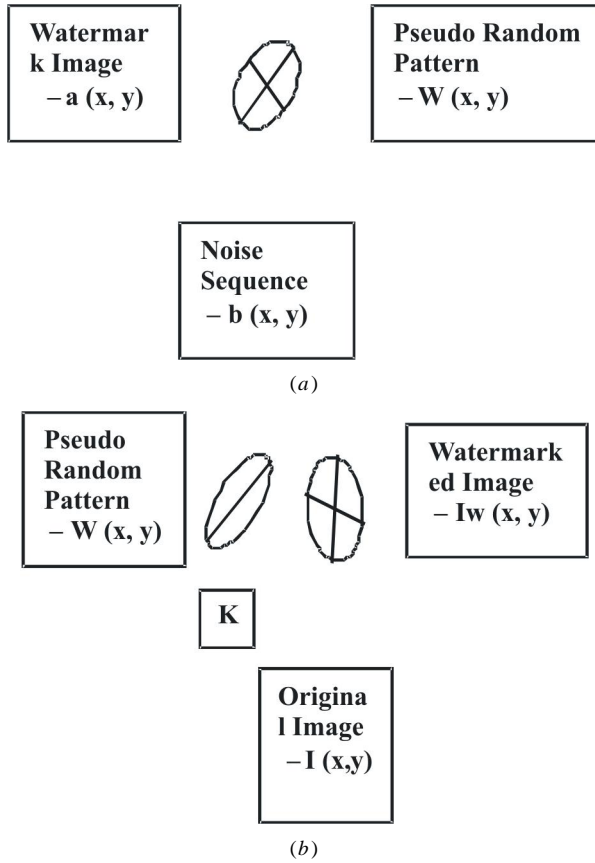 Watermar
k Image
– a (x, y)
Pseudo Random
Pattern
– W (x, y)
Noise
Sequence
– b (x, y)
(a)
Pseudo
Random
Pattern
– W (x, y)
Watermark
ed Image
– Iw (x, y)
K
Origina
l Image
– I (x,y)
(b)